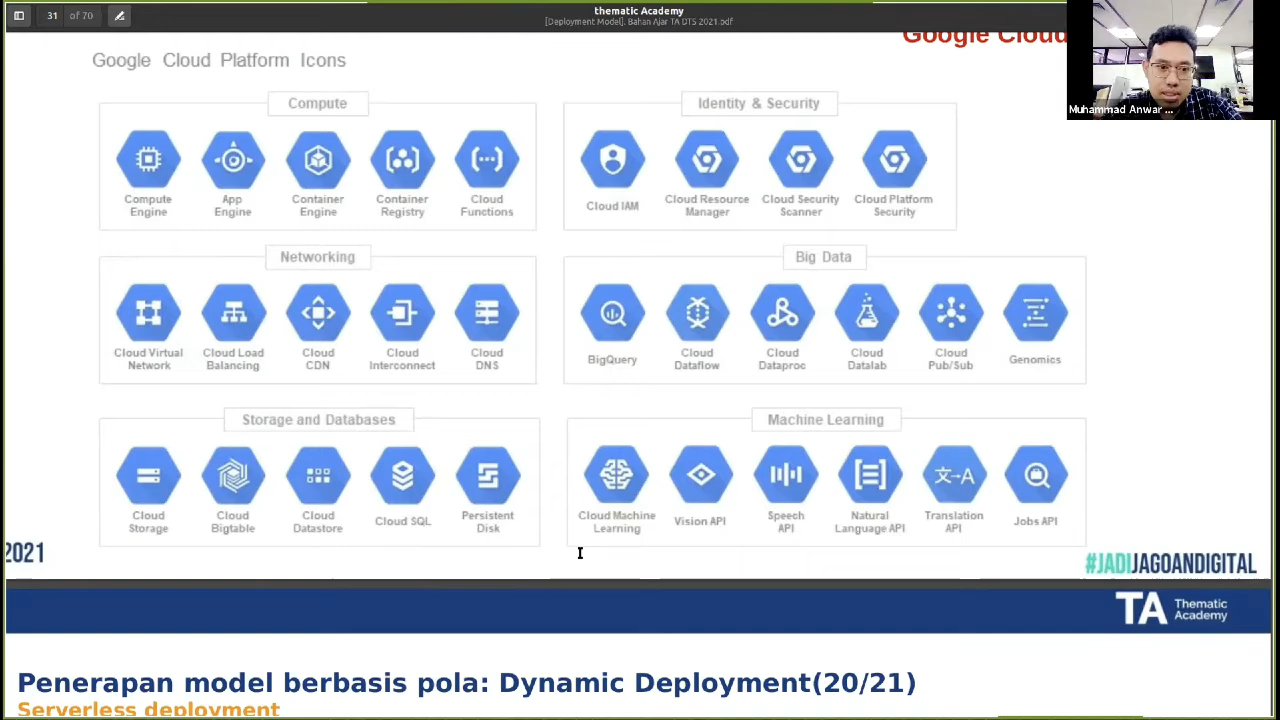 31 of 70
thematic Academy
[Deployment Model]. Bahan Ajar TA DTS 2021.pdf
Google Cloud
Muhammad Anwar ...
Google Cloud Platform Icons
Compute
Compute Engine
App Engine
Container Engine
Container Registry
Cloud Functions
Identity & Security
Cloud IAM
Cloud Resource Manager
Cloud Security Scanner
Cloud Platform Security
Networking
Cloud Virtual Network
Cloud Load Balancing
Cloud CDN
Cloud Interconnect
Cloud DNS
Big Data
BigQuery
Cloud Dataflow
Cloud Dataproc
Cloud Datalab
Cloud Pub/Sub
Genomics
Storage and Databases
Cloud Storage
Cloud Bigtable
Cloud Datastore
Cloud SQL
Persistent Disk
Machine Learning
Cloud Machine Learning
Vision API
Speech API
Natural Language API
文→A
Translation API
Jobs API
2021
#JADIJAGOANDIGITAL
TA Thematic Academy
Penerapan model berbasis pola: Dynamic Deployment(20/21)
Serverless deployment